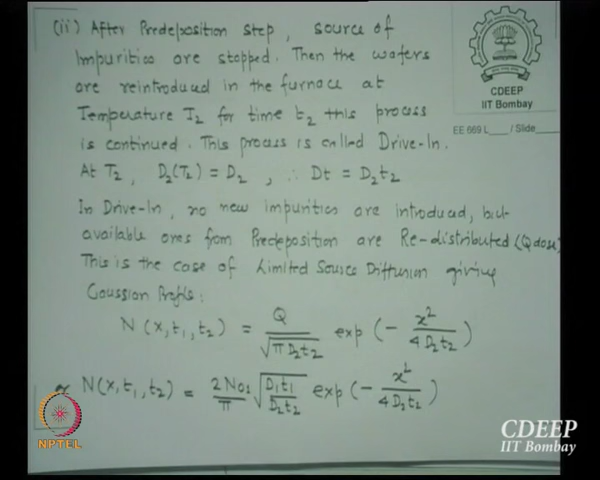 (ii) After Predeposition step, source of
Impurities are stopped. Then the wafers
are reintroduced in the furnace at
Temperature T2 for time t2 this process
is continued. This process is called Drive-In.
At T2, D2(T2) = D2, ∴ Dt = D2t2
In Drive-In, no new impurities are introduced, but
available ones from Predeposition are Re-distributed (Q dose)
This is the case of Limited Source Diffusion giving
Gaussian Profile:
N(x,t1,t2) = Q / √(π D2t2) exp(- x² / 4D2t2)
or N(x,t1,t2) = 2N01 / π √(D1t1 / D2t2) exp(- x² / 4D2t2)
CDEEP
IIT Bombay
EE 669 L___ / Slide___
NPTEL
CDEEP
IIT Bombay